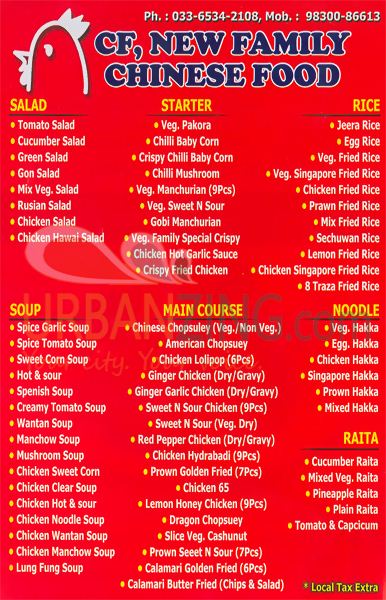 Ph. : 033-6534-2108, Mob. : 98300-86613
CF, NEW FAMILY
CHINESE FOOD
SALAD
• Tomato Salad
• Cucumber Salad
• Green Salad
• Gon Salad
• Mix Veg. Salad
• Rusian Salad
• Chicken Salad
• Chicken Hawai Salad
STARTER
• Veg. Pakora
• Chilli Baby Corn
• Crispy Chilli Baby Corn
• Chilli Mushroom
• Veg. Manchurian (9Pcs)
• Veg. Sweet N Sour
• Gobi Manchurian
• Veg. Family Special Crispy
• Chicken Hot Garlic Sauce
• Crispy Fried Chicken
RICE
• Jeera Rice
• Egg Rice
• Veg. Fried Rice
• Veg. Singapore Fried Rice
• Chicken Fried Rice
• Prawn Fried Rice
• Mix Fried Rice
• Sechuwan Rice
• Lemon Fried Rice
• Chicken Singapore Fried Rice
• 8 Traza Fried Rice
URBANZING.com
SOUP
• Spice Garlic Soup
• Spice Tomato Soup
• Sweet Corn Soup
• Hot & sour
• Spenish Soup
• Creamy Tomato Soup
• Wantan Soup
• Manchow Soup
• Mushroom Soup
• Chicken Sweet Corn
• Chicken Clear Soup
• Chicken Hot & sour
• Chicken Noodle Soup
• Chicken Wantan Soup
• Chicken Manchow Soup
• Lung Fung Soup
MAIN COURSE
• Chinese Chopsuley (Veg./Non Veg.)
• American Chopsuey
• Chicken Lolipop (6Pcs)
• Ginger Chicken (Dry/Gravy)
• Ginger Garlic Chicken (Dry/Gravy)
• Sweet N Sour Chicken (9Pcs)
• Sweet N Sour (Veg. Dry)
• Red Pepper Chicken (Dry/Gravy)
• Chicken Hydrabadi (9Pcs)
• Prown Golden Fried (7Pcs)
• Chicken 65
• Lemon Honey Chicken (9Pcs)
• Dragon Chopsuey
• Slice Veg. Cashunut
• Prown Seeet N Sour (7Pcs)
• Calamari Golden Fried (6Pcs)
• Calamari Butter Fried (Chips & Salad)
NOODLE
• Veg. Hakka
• Egg. Hakka
• Chicken Hakka
• Singapore Hakka
• Prown Hakka
• Mixed Hakka
RAITA
• Cucumber Raita
• Mixed Veg. Raita
• Pineapple Raita
• Plain Raita
• Tomato & Capcicum
* Local Tax Extra